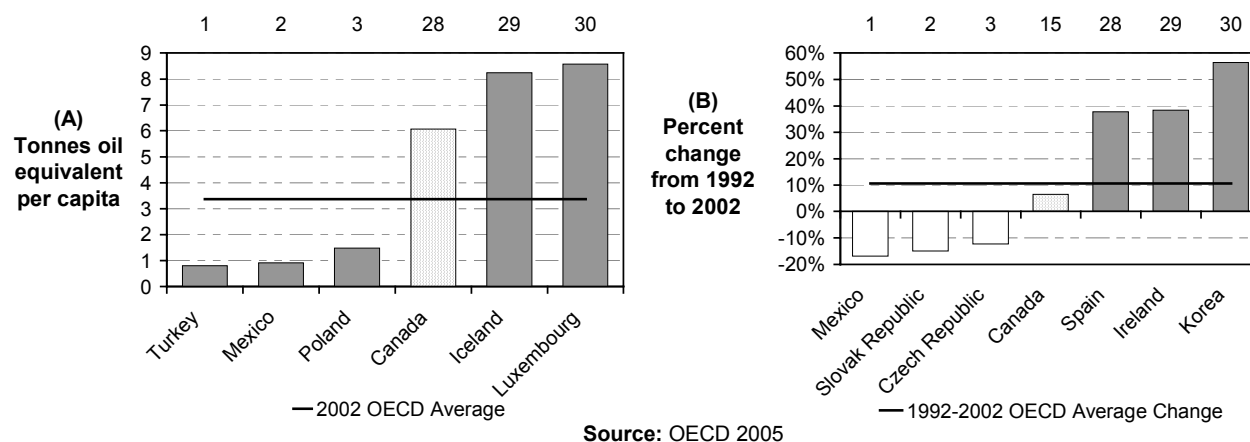 1 2 3 28 29 30
(A)
Tonnes oil
equivalent
per capita
9
8
7
6
5
4
3
2
1
0
Turkey
Mexico
Poland
Canada
Iceland
Luxembourg
2002 OECD Average
1 2 3 15 28 29 30
(B)
Percent
change
from 1992
to 2002
60%
50%
40%
30%
20%
10%
0%
-10%
-20%
Mexico
Slovak Republic
Czech Republic
Canada
Spain
Ireland
Korea
1992-2002 OECD Average Change
Source: OECD 2005